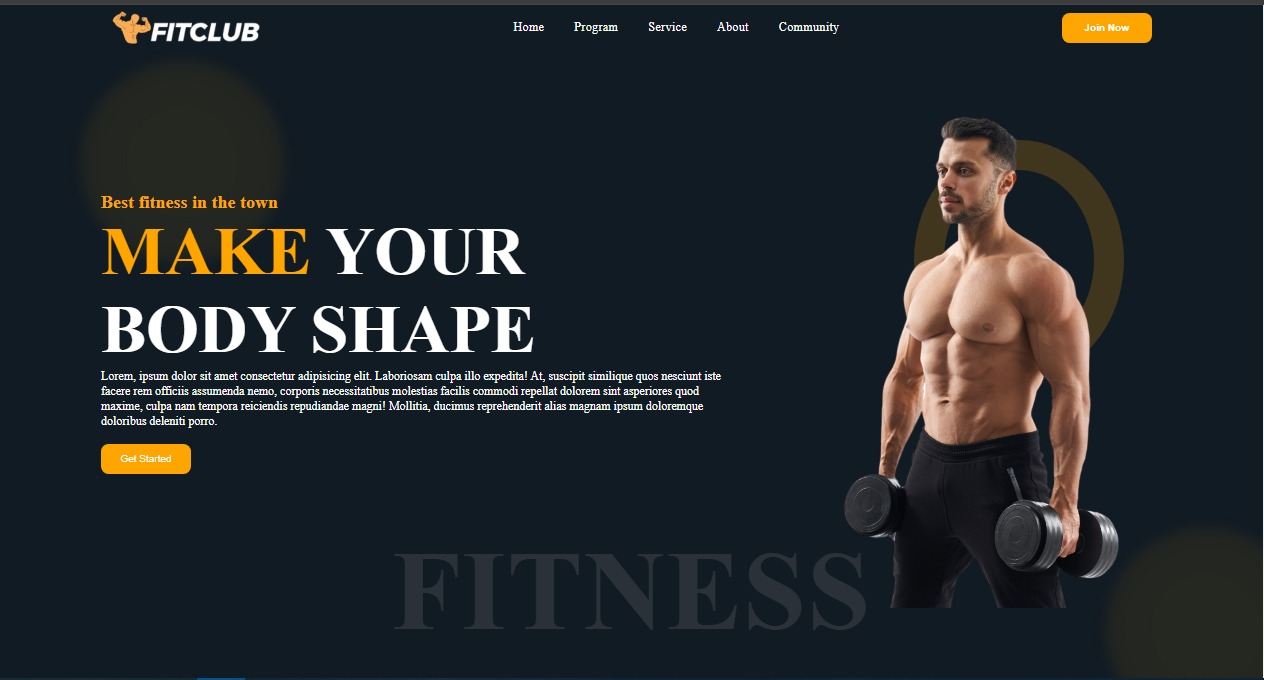 FITCLUB
Home Program Service About Community
Join Now
Best fitness in the town
MAKE YOUR
BODY SHAPE
Lorem, ipsum dolor sit amet consectetur adipisicing elit. Laboriosam culpa illo expedita! At, suscipit similique quos nesciunt iste
facere rem officiis assumenda nemo, corporis necessitatibus molestias facilis commodi repellat dolorem sint asperiores quod
maxime, culpa nam tempora reiciendis repudiandae magni! Mollitia, ducimus reprehenderit alias magnam ipsum doloremque
doloribus deleniti porro.
Get Started
FITNESS